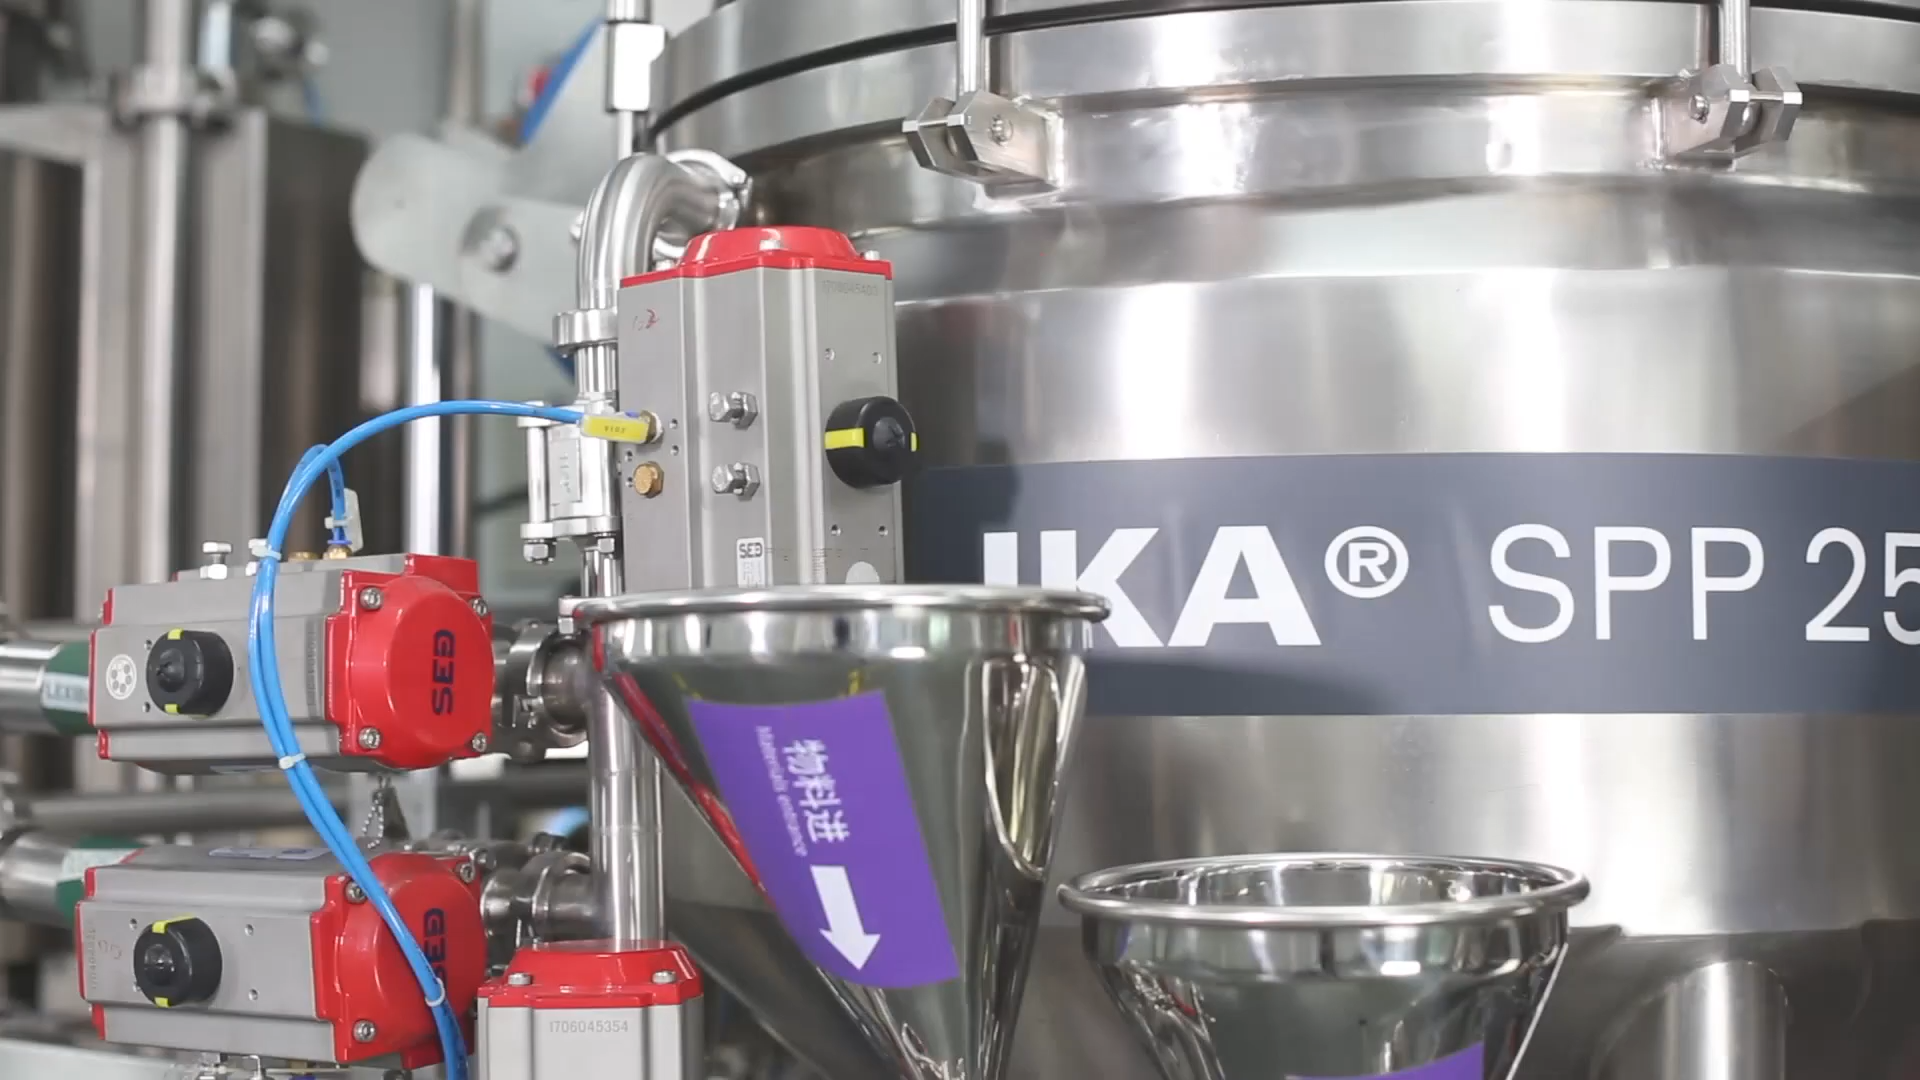 IKA® SPP 25
SED
SED
SED
物料进
Materials entrance
1706045354